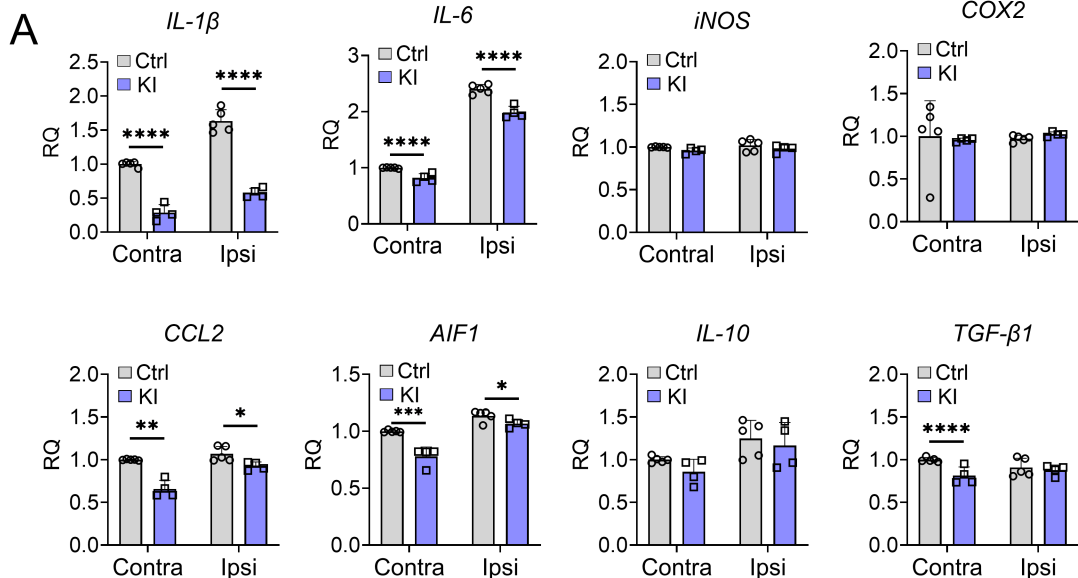 A
IL-1β
RQ
2.5
2.0
1.5
1.0
0.5
0.0
Ctrl
KI
****
****
Contra Ipsi
IL-6
RQ
3
2
1
0
Ctrl
KI
****
****
Contra Ipsi
iNOS
RQ
2.0
1.5
1.0
0.5
0.0
Ctrl
KI
Contral Ipsi
COX2
RQ
2.0
1.5
1.0
0.5
0.0
Ctrl
KI
Contra Ipsi
CCL2
RQ
2.0
1.5
1.0
0.5
0.0
Ctrl
KI
**
*
Contra Ipsi
AIF1
RQ
1.5
1.0
0.5
0.0
Ctrl
KI
***
*
Contra Ipsi
IL-10
RQ
2.0
1.5
1.0
0.5
0.0
Ctrl
KI
Contra Ipsi
TGF-β1
RQ
2.0
1.5
1.0
0.5
0.0
Ctrl
KI
****
Contra Ipsi